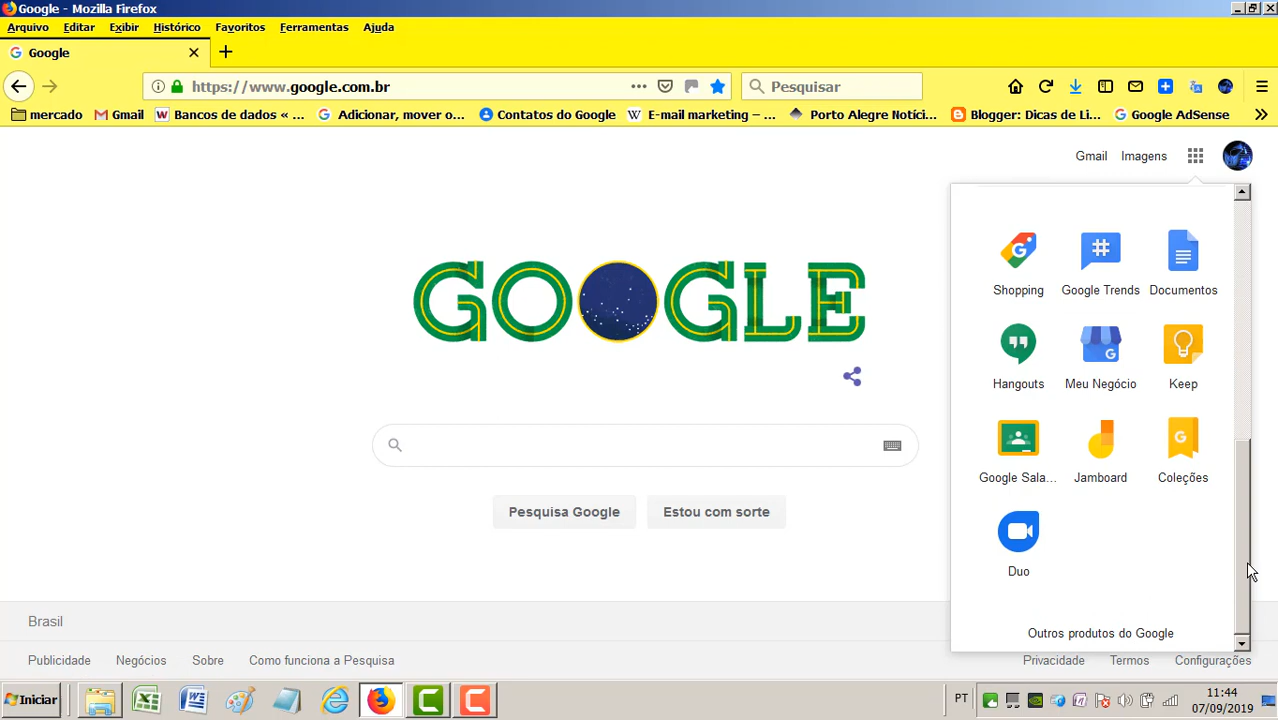 Google - Mozilla Firefox
Arquivo Editar Exibir Histórico Favoritos Ferramentas Ajuda
Google
https://www.google.com.br
Pesquisar
mercado Gmail Bancos de dados « ... Adicionar, mover o... Contatos do Google E-mail marketing – ... Porto Alegre Notíci... Blogger: Dicas de Li... Google AdSense
Gmail Imagens
GOOGLE
Shopping Google Trends Documentos
Hangouts Meu Negócio Keep
Google Sala... Jamboard Coleções
Duo
Outros produtos do Google
Pesquisa Google Estou com sorte
Brasil
Publicidade Negócios Sobre Como funciona a Pesquisa Privacidade Termos Configurações
Iniciar PT 11:44
07/09/2019